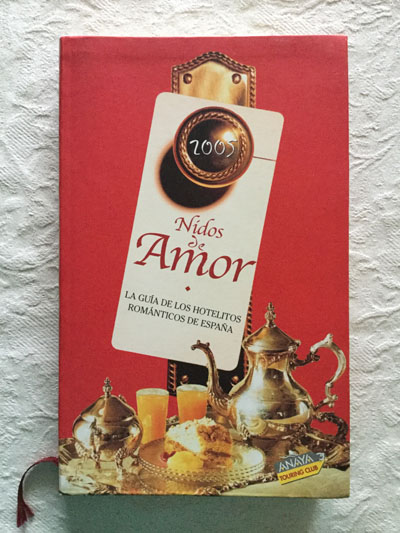 2005
Nidos
de
Amor
LA GUÍA DE LOS HOTELITOS
ROMÁNTICOS DE ESPAÑA
ANAYA
TOURING CLUB